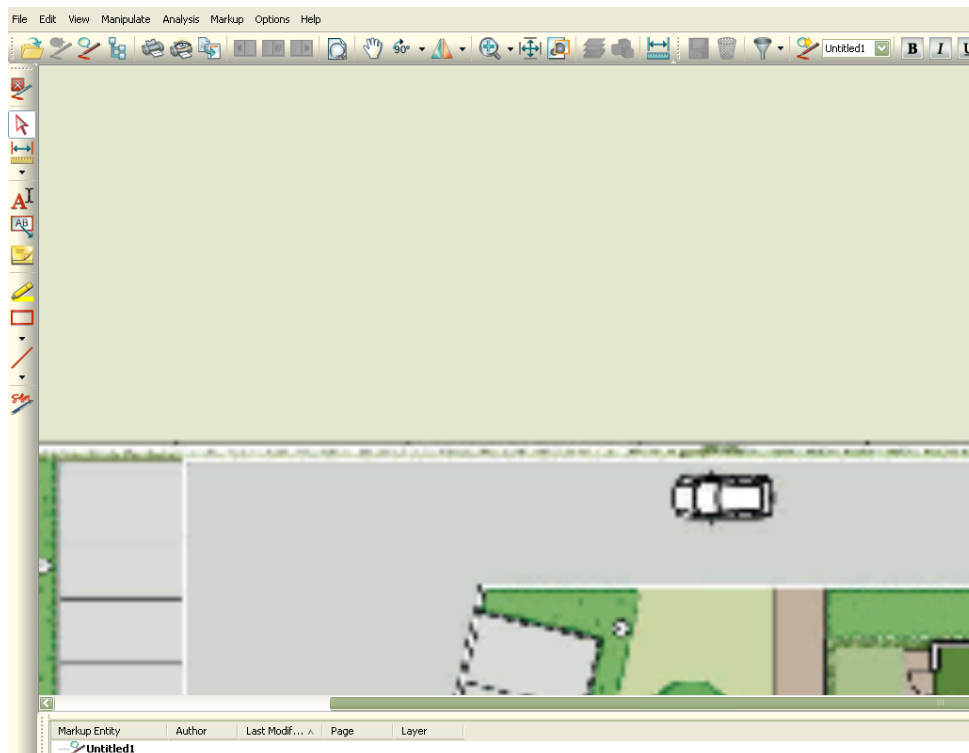 File Edit View Manipulate Analysis Markup Options Help
90° Untitled1 B I U
A
AB
Markup Entity Author Last Modif... Page Layer
Untitled1